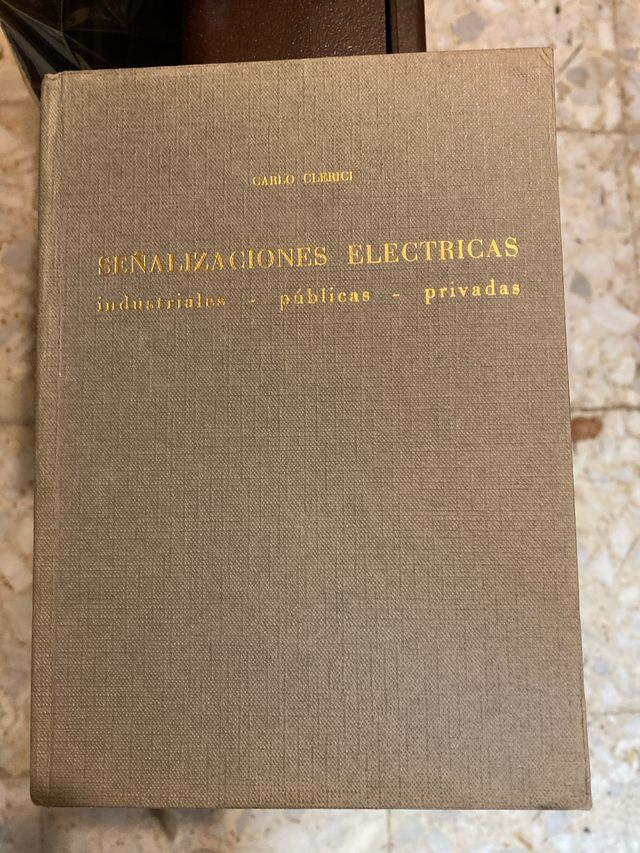 CARLO CLERICI
SEÑALIZACIONES ELECTRICAS
industriales - públicas - privadas